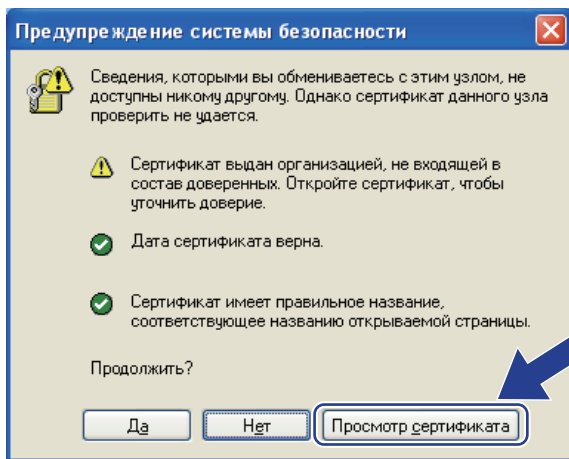 Предупреждение системы безопасности
Сведения, которыми вы обмениваетесь с этим узлом, не
доступны никому другому. Однако сертификат данного узла
проверить не удается.
Сертификат выдан организацией, не входящей в
состав доверенных. Откройте сертификат, чтобы
уточнить доверие.
Дата сертификата верна.
Сертификат имеет правильное название,
соответствующее названию открываемой страницы.
Продолжить?
Да Нет Просмотр сертификата